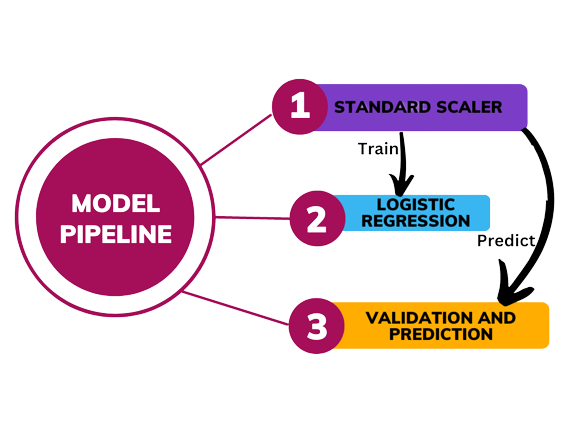 MODEL
PIPELINE
1
STANDARD SCALER
Train
2
LOGISTIC
REGRESSION
Predict
3
VALIDATION AND
PREDICTION